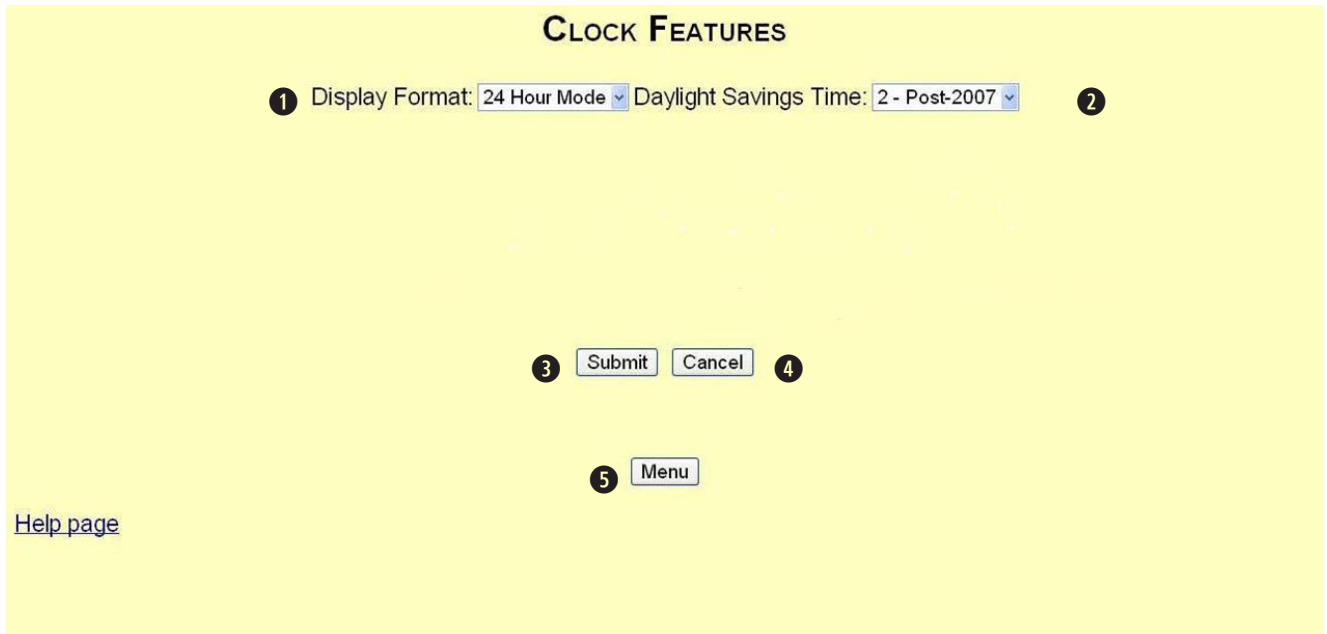 CLOCK FEATURES
1 Display Format: 24 Hour Mode Daylight Savings Time: 2 - Post-2007 2
3 Submit Cancel 4
5 Menu
Help page